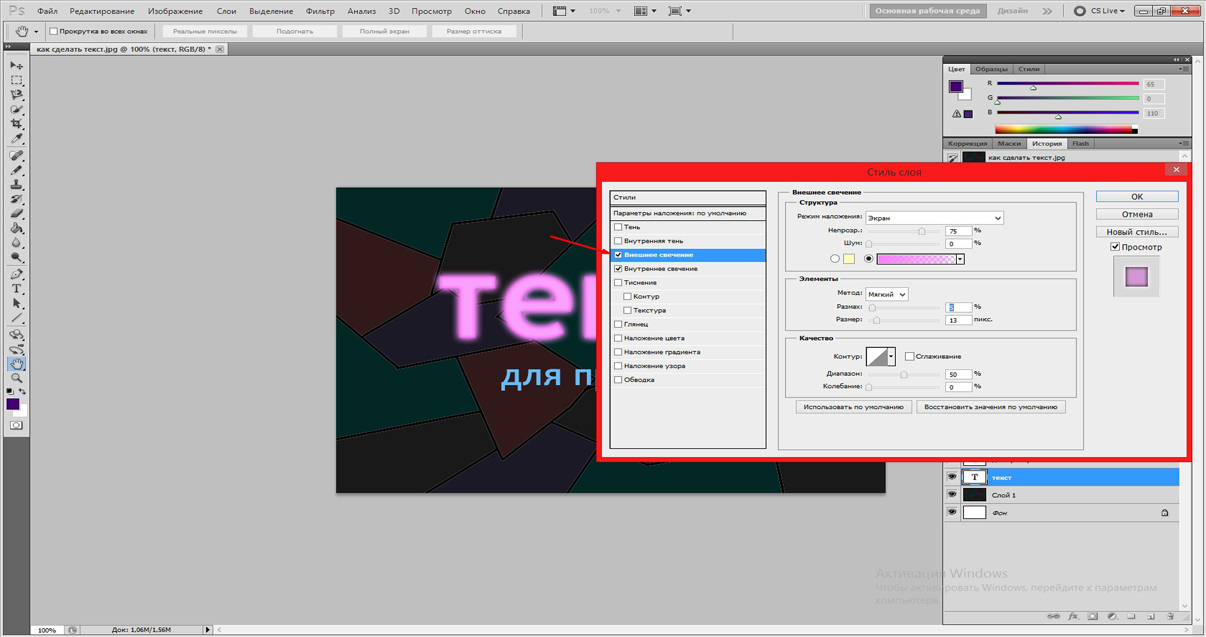 Ps Файл Редактирование Изображение Слои Выделение Фильтр Анализ 3D Просмотр Окно Справка 100% Основная рабочая среда Дизайн CS Live
Прокрутка во всех окнах Реальные пикселы Подогнать Полный экран Размер оттиска
как сделать текст.jpg @ 100% (текст, RGB/8) *
Цвет Образцы Стили
R 65
G 0
B 110
Коррекция Маски История Flash
как сделать текст.jpg
Стиль слоя
Стили
Параметры наложения: по умолчанию
Тень
Внутренняя тень
Внешнее свечение
Внутреннее свечение
Тиснение
Контур
Текстура
Глянец
Наложение цвета
Наложение градиента
Наложение узора
Обводка
Внешнее свечение
Структура
Режим наложения: Экран
Непрозр.: 75 %
Шум: 0 %
Элементы
Метод: Мягкий
Размах: %
Размер: 13 пикс.
Качество
Контур: Сглаживание
Диапазон: 50 %
Колебание: 0 %
Использовать по умолчанию Восстановить значения по умолчанию
OK
Отмена
Новый стиль...
Просмотр
тек
для п
T текст
Слой 1
Фон
Активация Windows
Чтобы активировать Windows, перейдите к параметрам
компьютера.
100% Док: 1,06M/1,56M